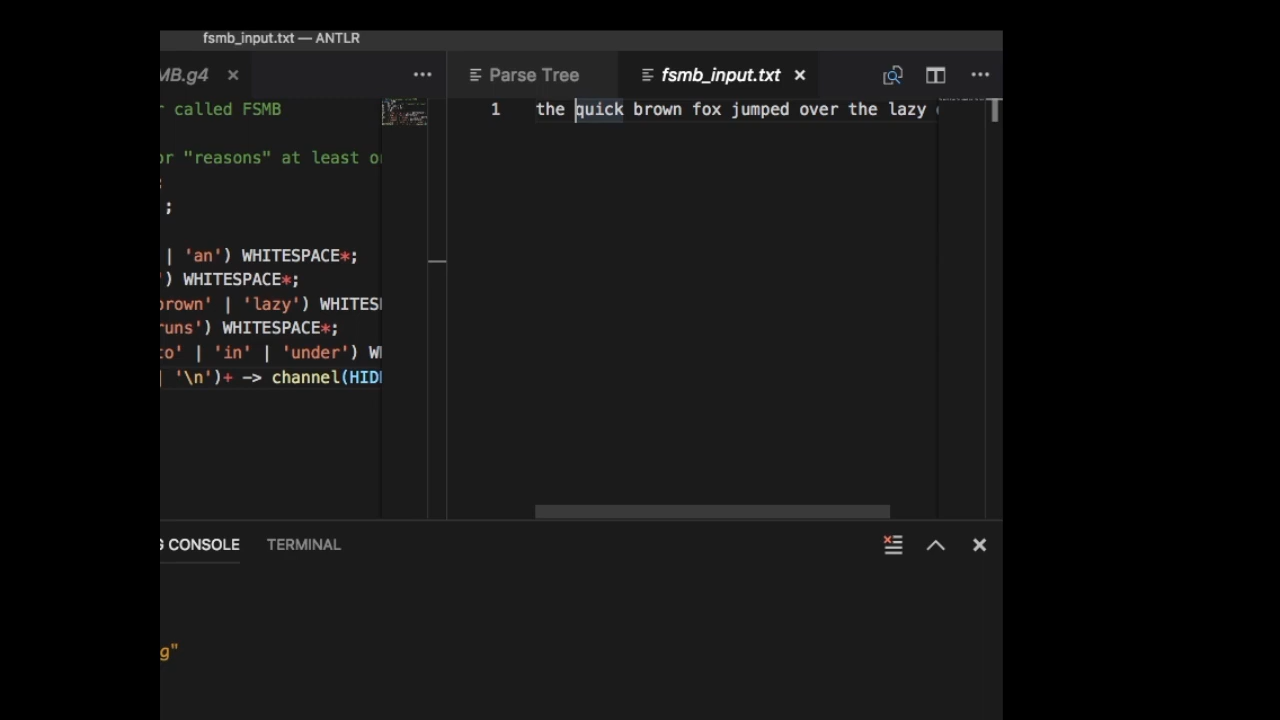 fsmb_input.txt — ANTLR
MB.g4 × ··· Parse Tree fsmb_input.txt × ···
called FSMB
"reasons" at least
;
| 'an') WHITESPACE*;
') WHITESPACE*;
brown' | 'lazy') WHITES
runs') WHITESPACE*;
to' | 'in' | 'under') WH
| '\n')+ -> channel(HID
1 the quick brown fox jumped over the lazy
CONSOLE TERMINAL
g"